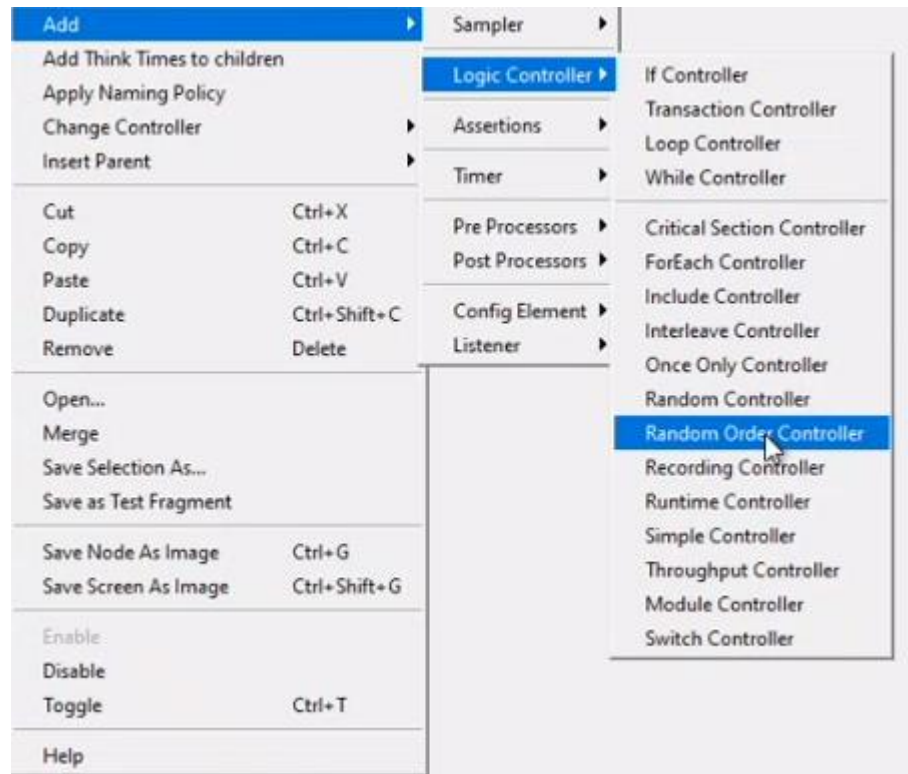 Add
Add Think Times to children
Apply Naming Policy
Change Controller
Insert Parent
Cut Ctrl+X
Copy Ctrl+C
Paste Ctrl+V
Duplicate Ctrl+Shift+C
Remove Delete
Open...
Merge
Save Selection As...
Save as Test Fragment
Save Node As Image Ctrl+G
Save Screen As Image Ctrl+Shift+G
Enable
Disable
Toggle Ctrl+T
Help
Sampler
Logic Controller
Assertions
Timer
Pre Processors
Post Processors
Config Element
Listener
If Controller
Transaction Controller
Loop Controller
While Controller
Critical Section Controller
ForEach Controller
Include Controller
Interleave Controller
Once Only Controller
Random Controller
Random Order Controller
Recording Controller
Runtime Controller
Simple Controller
Throughput Controller
Module Controller
Switch Controller